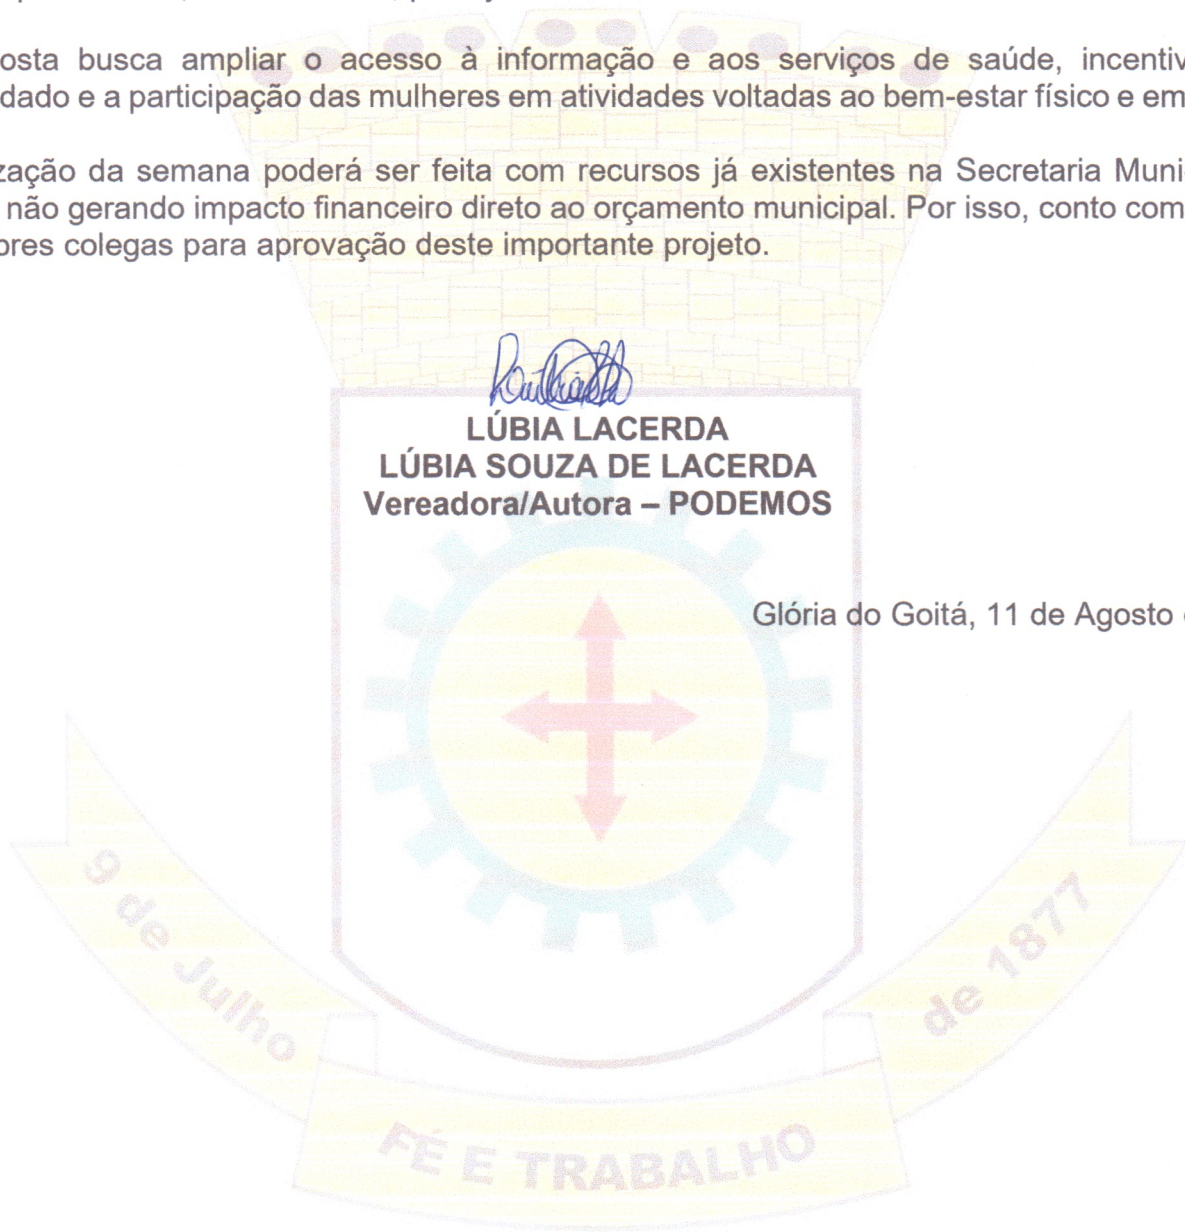 osta busca ampliar o acesso à informação e aos serviços de saúde, incentiv
dado e a participação das mulheres em atividades voltadas ao bem-estar físico e em
zação da semana poderá ser feita com recursos já existentes na Secretaria Muni
não gerando impacto financeiro direto ao orçamento municipal. Por isso, conto com
ores colegas para aprovação deste importante projeto.
LÚBIA LACERDA
LÚBIA SOUZA DE LACERDA
Vereadora/Autora – PODEMOS
Glória do Goitá, 11 de Agosto
9 de Julho
de 1877
FÉ E TRABALHO